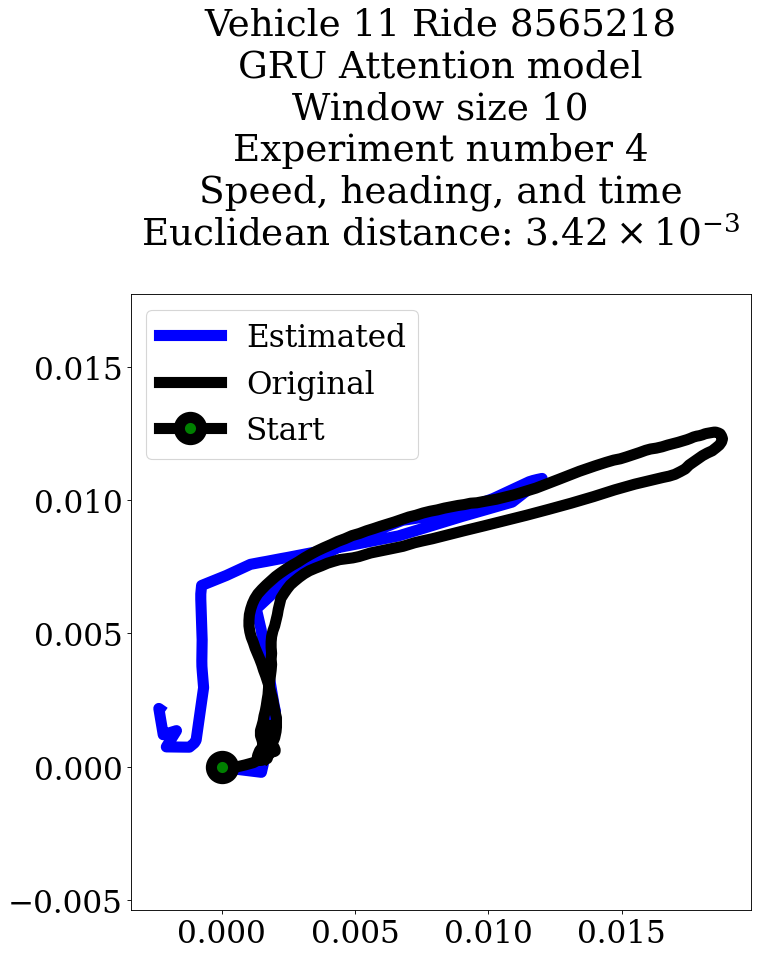 Vehicle 11 Ride 8565218
GRU Attention model
Window size 10
Experiment number 4
Speed, heading, and time
Euclidean distance: 3.42 × 10⁻³
Estimated
Original
Start
0.015
0.010
0.005
0.000
−0.005
0.000 0.005 0.010 0.015